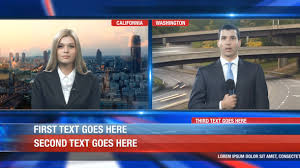 CALIFORNIA
WASHINGTON
THIRD TEXT GOES HERE
FIRST TEXT GOES HERE
LOREM IPSUM DOLOR SIT AMET, CONSECTE
SECOND TEXT GOES HERE